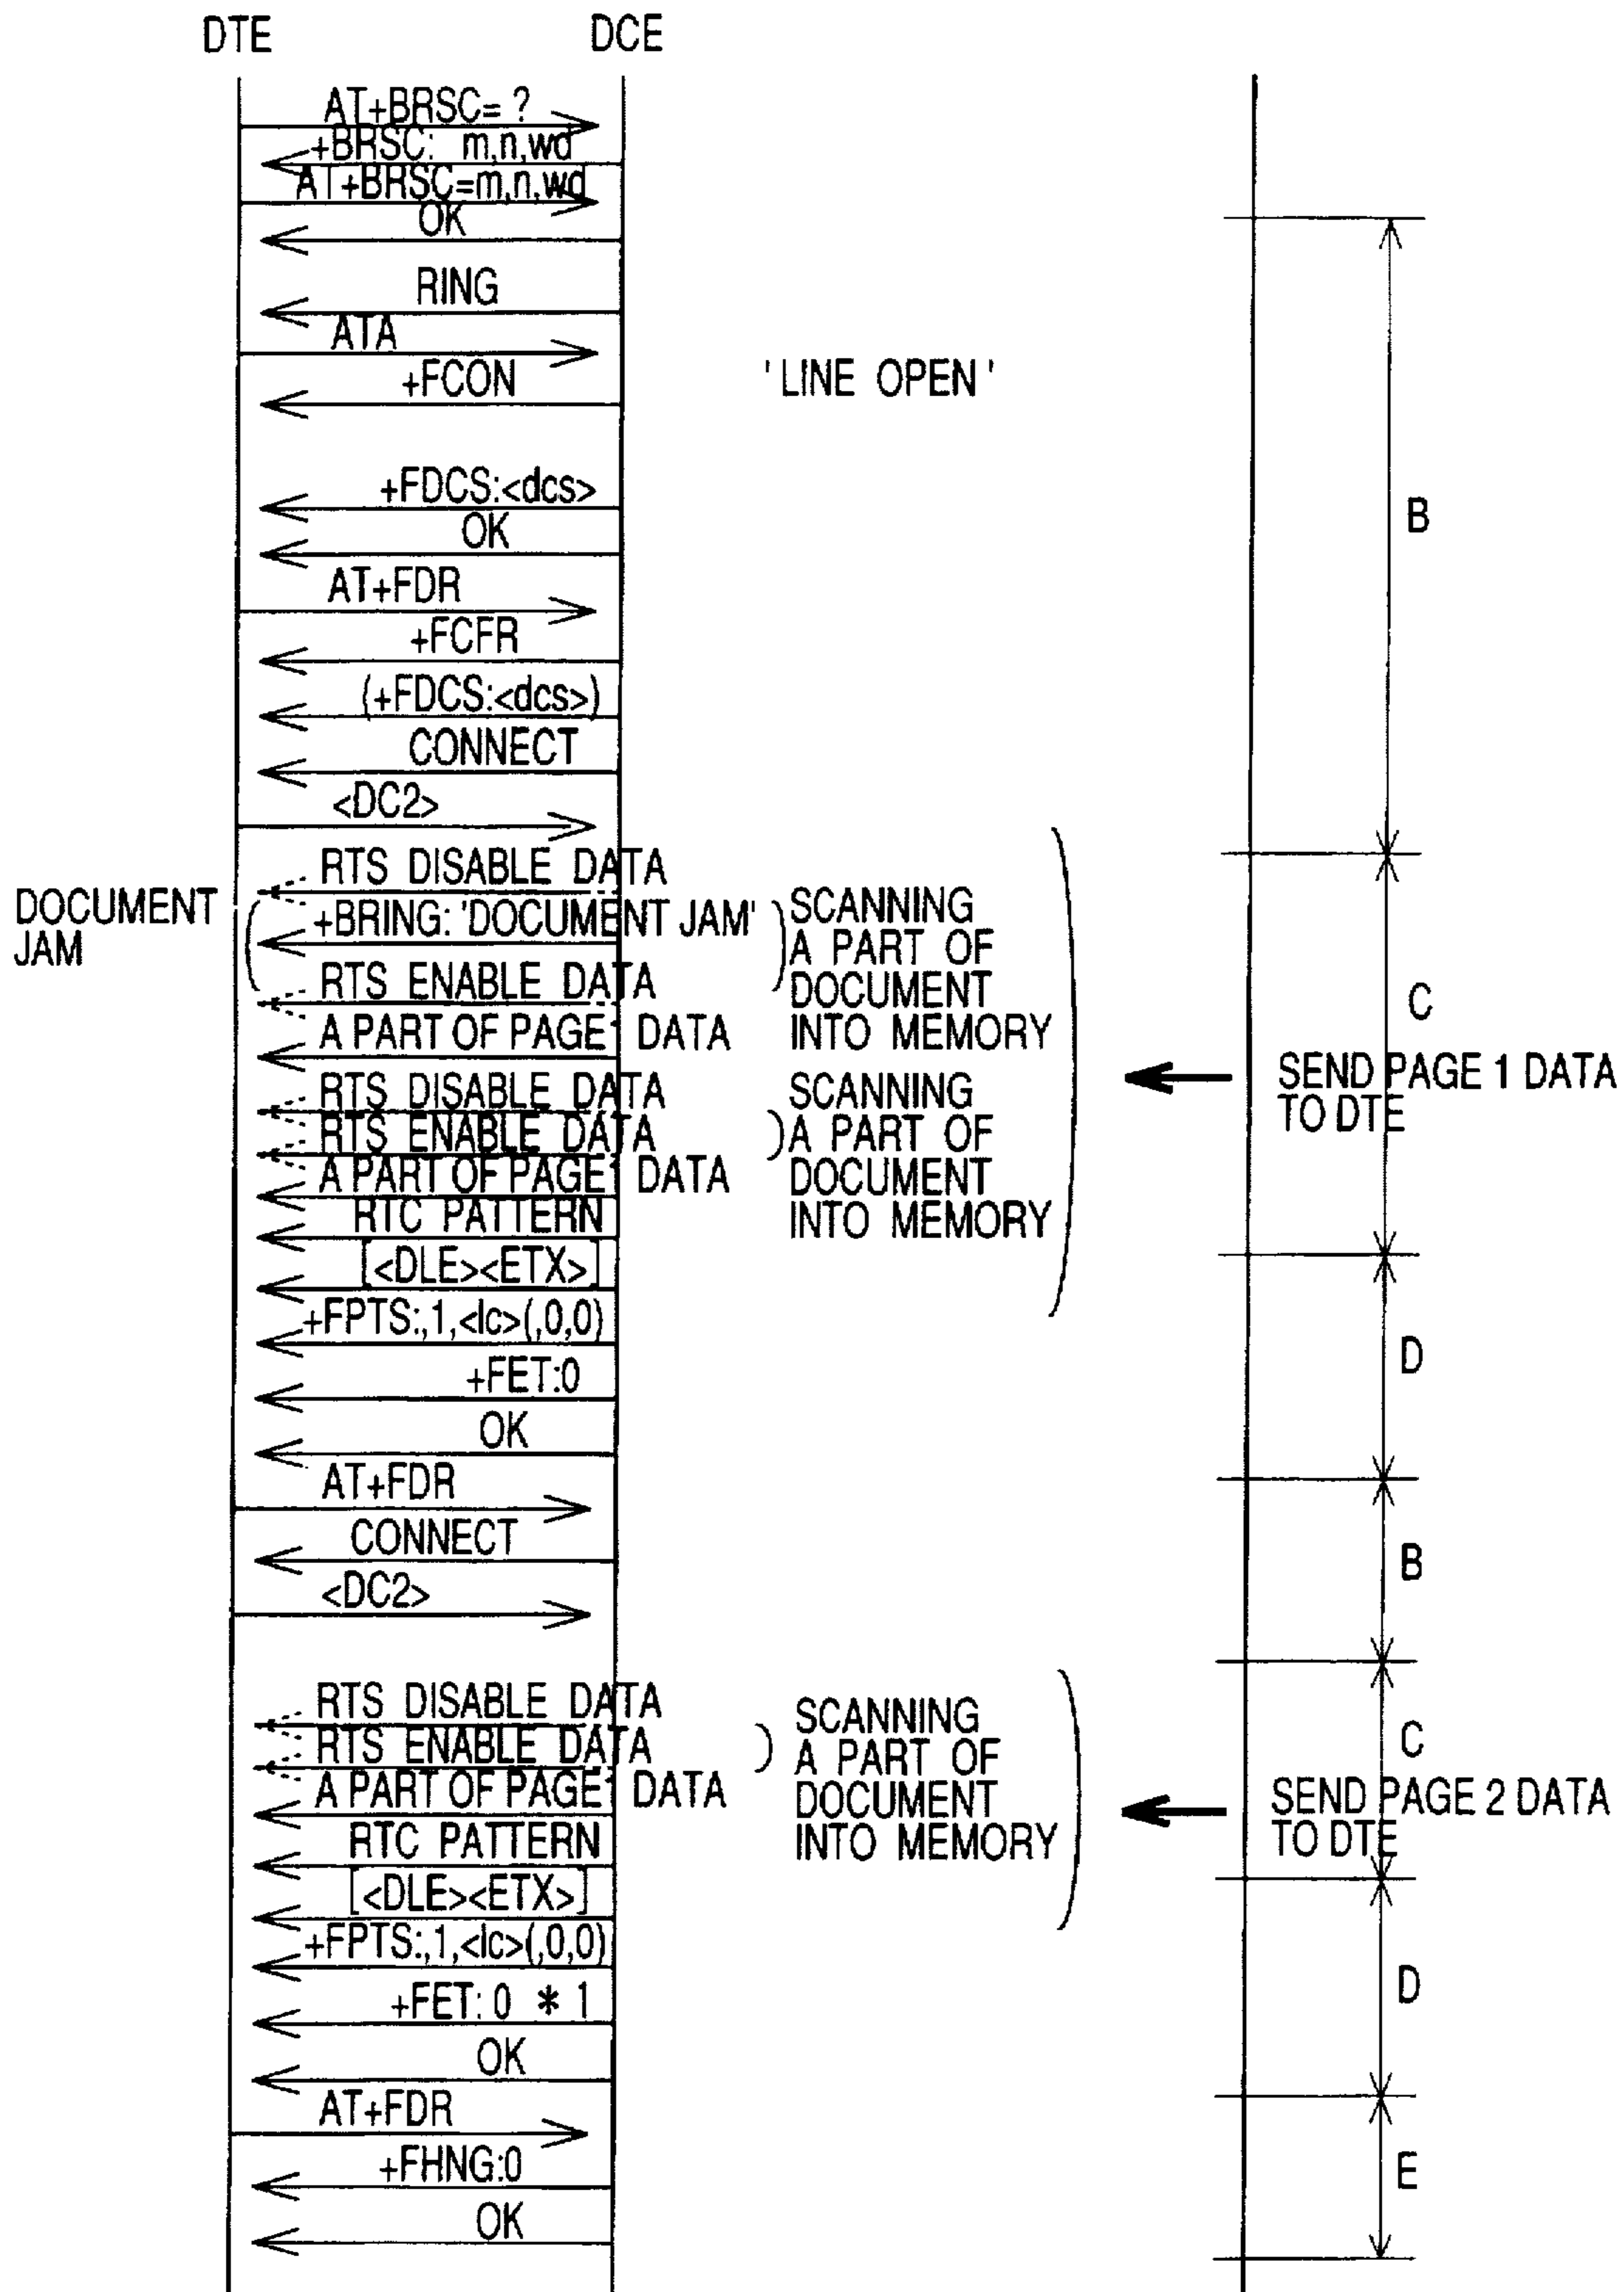 DTE
DCE
AT+BRSC= ?
+BRSC: m,n,wd
AT+BRSC=m,n,wd
OK
RING
ATA
+FCON
'LINE OPEN'
+FDCS:<dcs>
OK
B
AT+FDR
+FCFR
(+FDCS:<dcs>)
CONNECT
<DC2>
RTS DISABLE DATA
DOCUMENT
JAM
+BRING: 'DOCUMENT JAM'
RTS ENABLE DATA
A PART OF PAGE1 DATA
SCANNING
A PART OF
DOCUMENT
INTO MEMORY
C
SEND PAGE 1 DATA
TO DTE
RTS DISABLE DATA
RTS ENABLE DATA
A PART OF PAGE1 DATA
SCANNING
A PART OF
DOCUMENT
INTO MEMORY
RTC PATTERN
[<DLE><ETX>]
+FPTS:,1,<lc>(,0,0)
+FET:0
D
OK
AT+FDR
CONNECT
B
<DC2>
RTS DISABLE DATA
RTS ENABLE DATA
A PART OF PAGE1 DATA
SCANNING
A PART OF
DOCUMENT
INTO MEMORY
C
SEND PAGE 2 DATA
TO DTE
RTC PATTERN
[<DLE><ETX>]
+FPTS:,1,<lc>(,0,0)
+FET: 0 * 1
D
OK
AT+FDR
+FHNG:0
E
OK